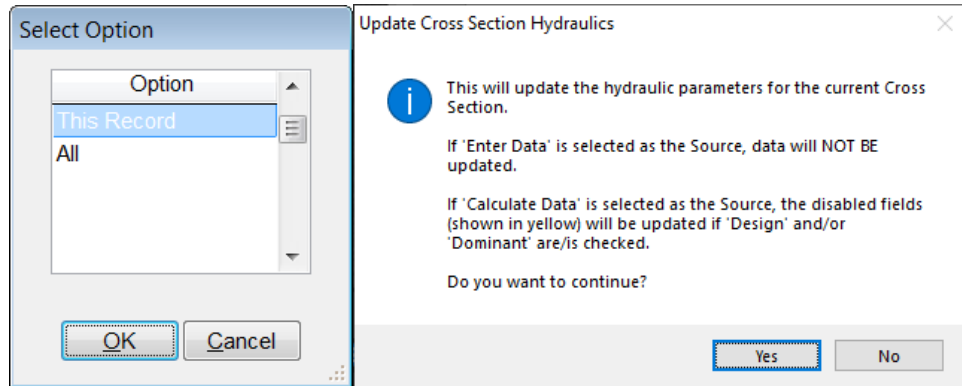 Select Option
Option
This Record
All
OK
Cancel
Update Cross Section Hydraulics
This will update the hydraulic parameters for the current Cross
Section.
If 'Enter Data' is selected as the Source, data will NOT BE
updated.
If 'Calculate Data' is selected as the Source, the disabled fields
(shown in yellow) will be updated if 'Design' and/or
'Dominant' are/is checked.
Do you want to continue?
Yes
No